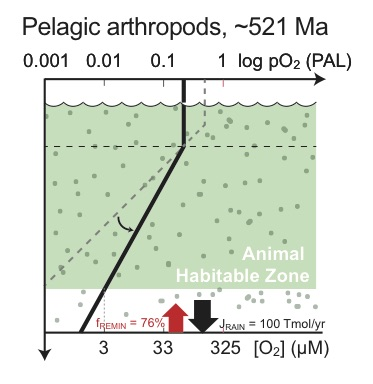 Pelagic arthropods, ~521 Ma
0.001 0.01 0.1 1 log pO₂ (PAL)
Animal
Habitable Zone
fREMIN = 76% JRAIN = 100 Tmol/yr
3 33 325 [O₂] (μM)